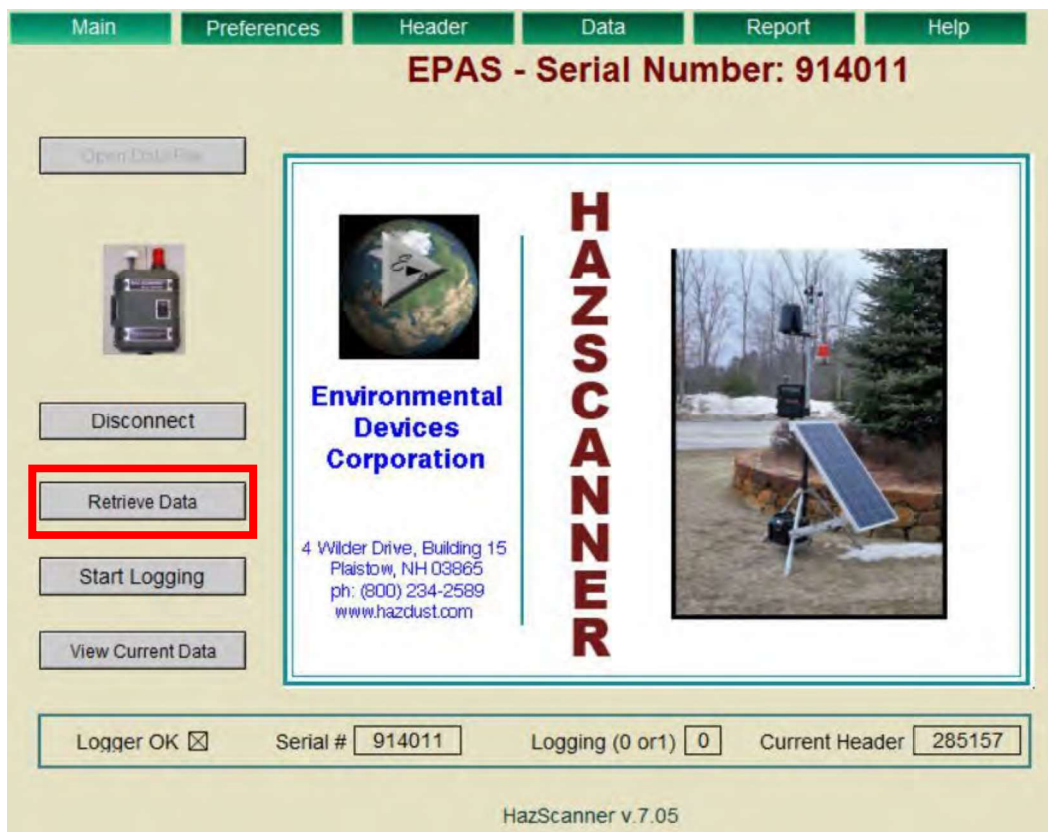 Main Preferences Header Data Report Help
EPAS - Serial Number: 914011
Open Data File
Disconnect
Retrieve Data
Start Logging
View Current Data
Environmental
Devices
Corporation
4 Wilder Drive, Building 15
Plaistow, NH 03865
ph: (800) 234-2589
www.hazdust.com
HAZSCANNER
Logger OK Serial # 914011 Logging (0 or1) 0 Current Header 285157
HazScanner v.7.05